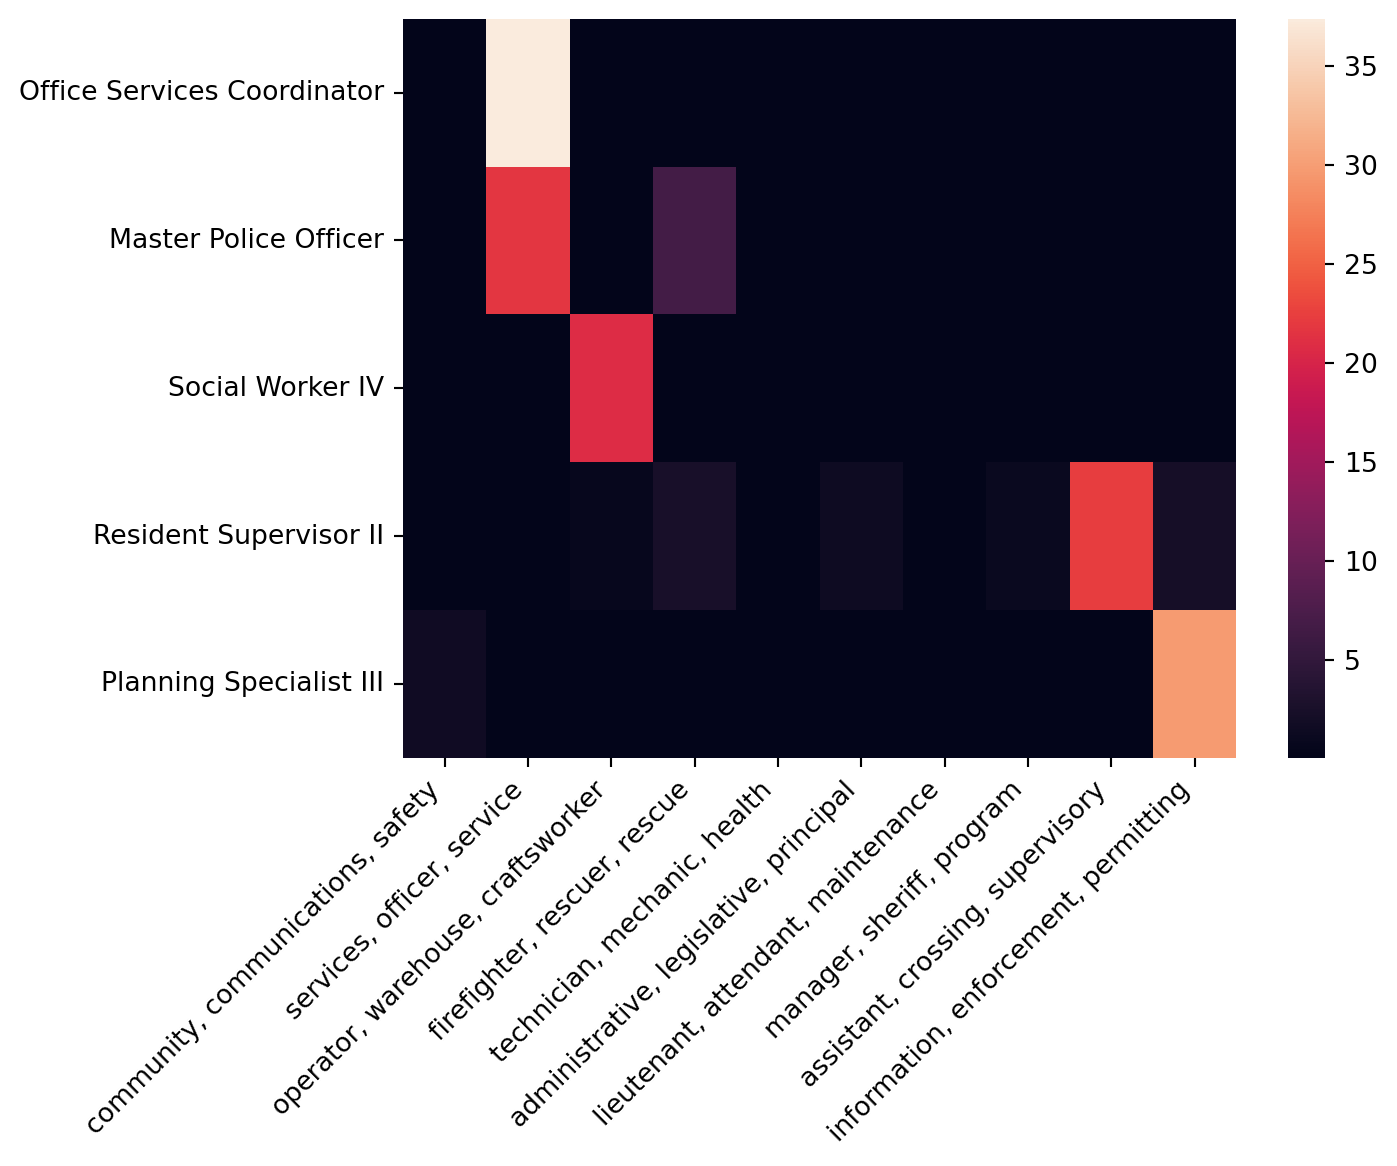 Office Services Coordinator
Master Police Officer
Social Worker IV
Resident Supervisor II
Planning Specialist III
community, communications, safety
services, officer, service
operator, warehouse, craftsworker
firefighter, rescuer, rescue
technician, mechanic, health
administrative, legislative, principal
lieutenant, attendant, maintenance
manager, sheriff, program
assistant, crossing, supervisory
information, enforcement, permitting
35
30
25
20
15
10
5